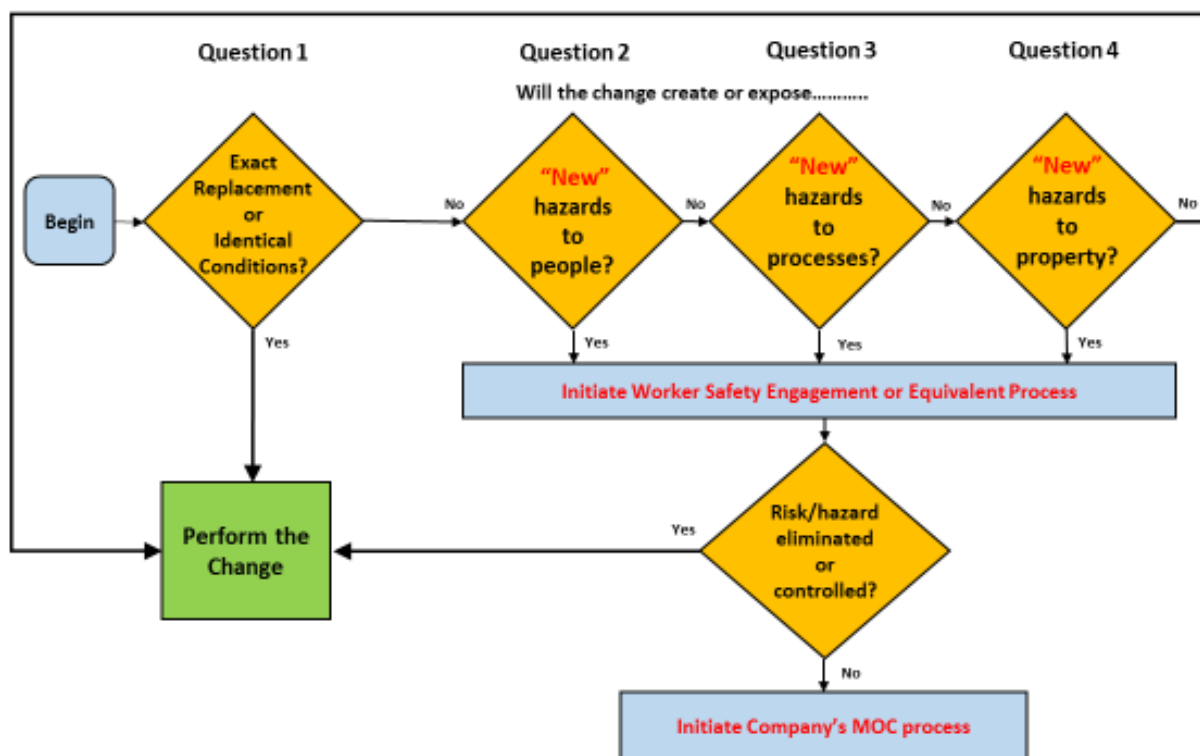 Question 1
Question 2
Question 3
Question 4
Will the change create or expose………..
Begin
Exact
Replacement
or
Identical
Conditions?
No
“New”
hazards
to
people?
No
“New”
hazards
to
processes?
No
“New”
hazards
to
property?
No
Yes
Yes
Yes
Yes
Initiate Worker Safety Engagement or Equivalent Process
Perform the
Change
Yes
Risk/hazard
eliminated
or
controlled?
No
Initiate Company’s MOC process